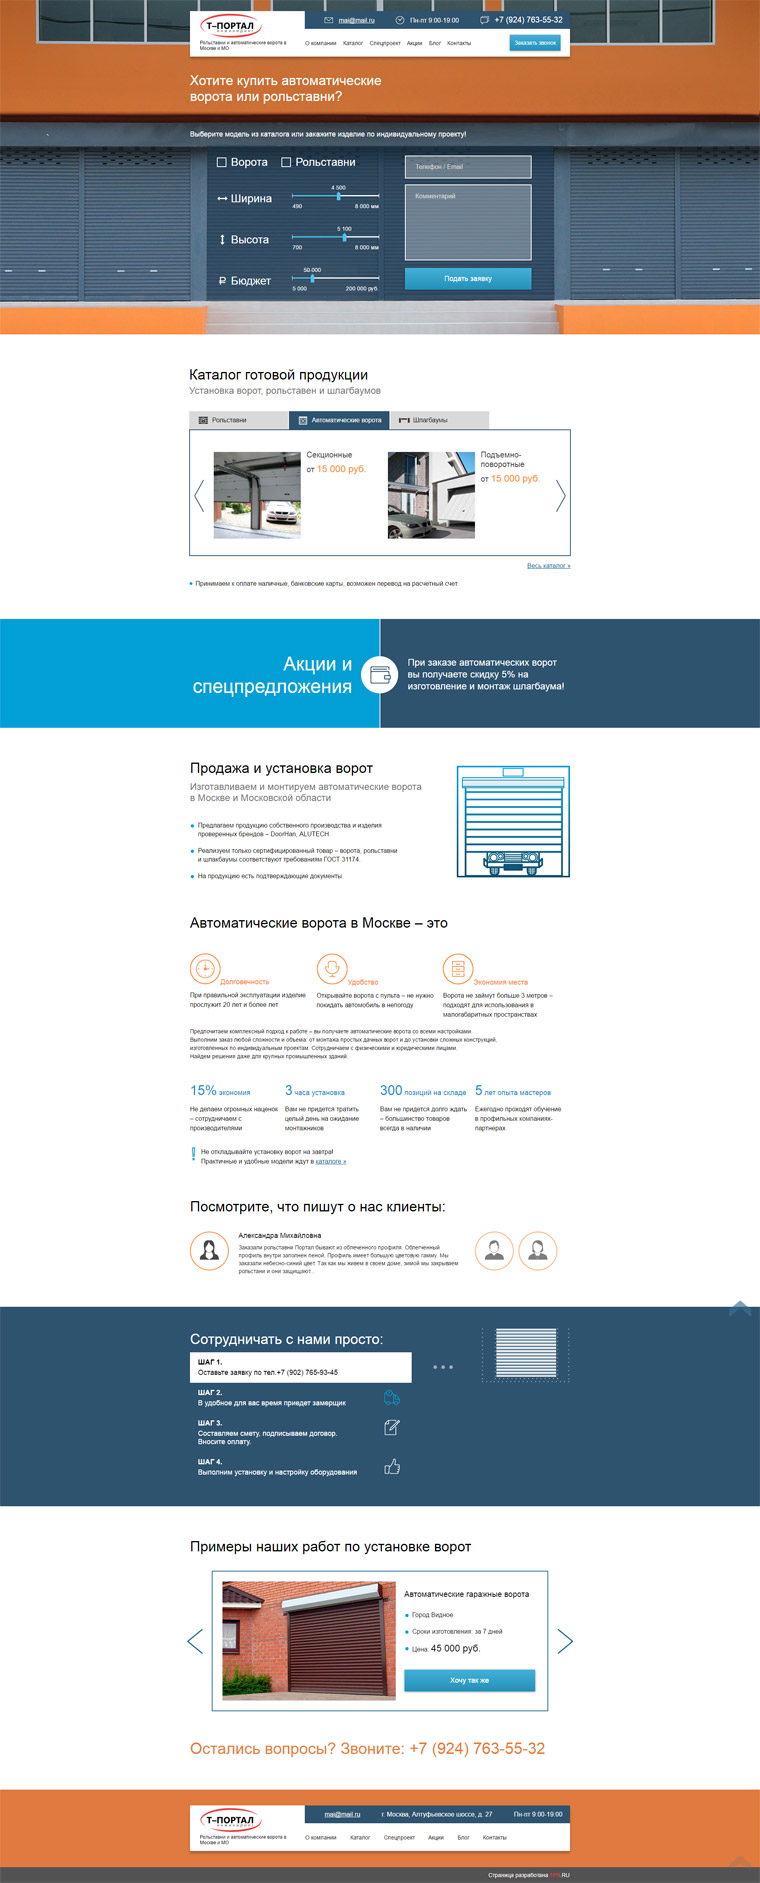 Т-ПОРТАЛ
инжиниринг
Рольставни и автоматические ворота в
Москве и МО
mai@mail.ru
Пн-пт 9:00-19:00
+7 (924) 763-55-32
О компании Каталог Спецпроект Акции Блог Контакты
Заказать звонок
Хотите купить автоматические
ворота или рольставни?
Выберите модель из каталога или закажите изделие по индивидуальному проекту!
Ворота Рольставни
Ширина
4 500
490 8 000 мм
Высота
5 100
700 8 000 мм
Бюджет
50 000
5 000 200 000 руб.
Телефон / Email
Комментарий
Подать заявку
Каталог готовой продукции
Установка ворот, рольставен и шлагбаумов
Рольставни Автоматические ворота Шлагбаумы
Секционные
от 15 000 руб.
Подъемно-
поворотные
от 15 000 руб.
Весь каталог »
Принимаем к оплате наличные, банковские карты, возможен перевод на расчетный счет
Акции и
спецпредложения
При заказе автоматических ворот
вы получаете скидку 5% на
изготовление и монтаж шлагбаума!
Продажа и установка ворот
Изготавливаем и монтируем автоматические ворота
в Москве и Московской области
Предлагаем продукцию собственного производства и изделия
проверенных брендов – DoorHan, ALUTECH.
Реализуем только сертифицированный товар – ворота, рольставни
и шлакбаумы соответствуют требованиям ГОСТ 31174.
На продукцию есть подтверждающие документы
Автоматические ворота в Москве – это
Долговечность
При правильной эксплуатации изделие
прослужит 20 лет и более лет
Удобство
Открывайте ворота с пульта – не нужно
покидать автомобиль в непогоду
Экономия места
Ворота не займут больше 3 метров –
подходят для использования в
малогабаритных пространствах
Предпочитаем комплексный подход к работе – вы получаете автоматические ворота со всеми настройками.
Выполним заказ любой сложности и объема: от монтажа простых дачных ворот и до установки сложных конструкций,
изготовленных по индивидуальным проектам. Сотрудничаем с физическими и юридическими лицами.
Найдем решения даже для крупных промышленных зданий.
15% экономия
Не делаем огромных наценок
– сотрудничаем с
производителями
3 часа установка
Вам не придется тратить
целый день на ожидание
монтажников
300 позиций на складе
Вам не придется долго ждать
– большинство товаров
всегда в наличии
5 лет опыта мастеров
Ежегодно проходят обучение
в профильных компаниях-
партнерах
Не откладывайте установку ворот на завтра!
Практичные и удобные модели ждут в каталоге »
Посмотрите, что пишут о нас клиенты:
Александра Михайловна
Заказали рольставни Портал бывают из облегченного профиля. Облегченный
профиль внутри заполнен пеной. Профиль имеет большую цветовую гамму. Мы
заказали небесно-синий цвет. Так как мы живем в своем доме, зимой мы закрываем
рольстани и они защищают...
Сотрудничать с нами просто:
ШАГ 1.
Оставьте заявку по тел.+7 (902) 765-93-45
ШАГ 2.
В удобное для вас время приедет замерщик
ШАГ 3.
Составляем смету, подписываем договор.
Вносите оплату.
ШАГ 4.
Выполним установку и настройку оборудования
Примеры наших работ по установке ворот
Автоматические гаражные ворота
Город Видное
Сроки изготовления: за 7 дней
Цена: 45 000 руб.
Хочу так же
Остались вопросы? Звоните: +7 (924) 763-55-32
Т-ПОРТАЛ
инжиниринг
Рольставни и автоматические ворота в
Москве и МО
mai@mail.ru
г. Москва, Алтуфьевское шоссе, д. 27
Пн-пт 9:00-19:00
О компании Каталог Спецпроект Акции Блог Контакты
Страница разработана .RU